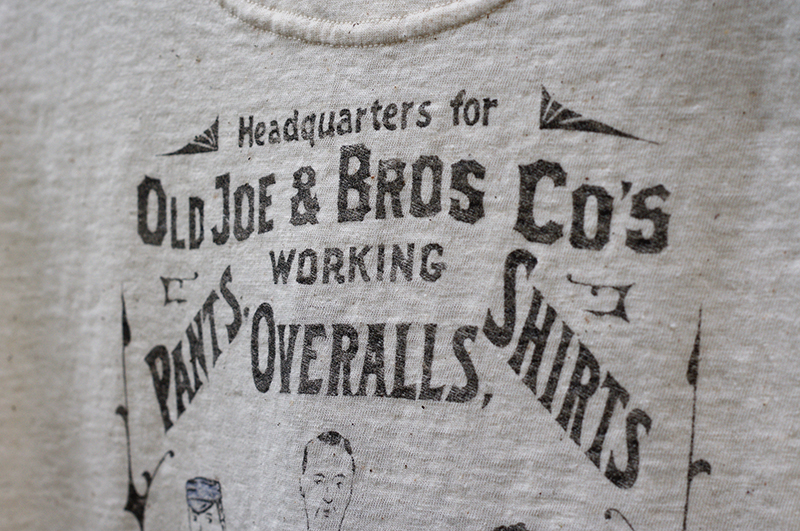 Headquarters for
OLD JOE & BROS CO'S
WORKING
PANTS. OVERALLS, SHIRTS